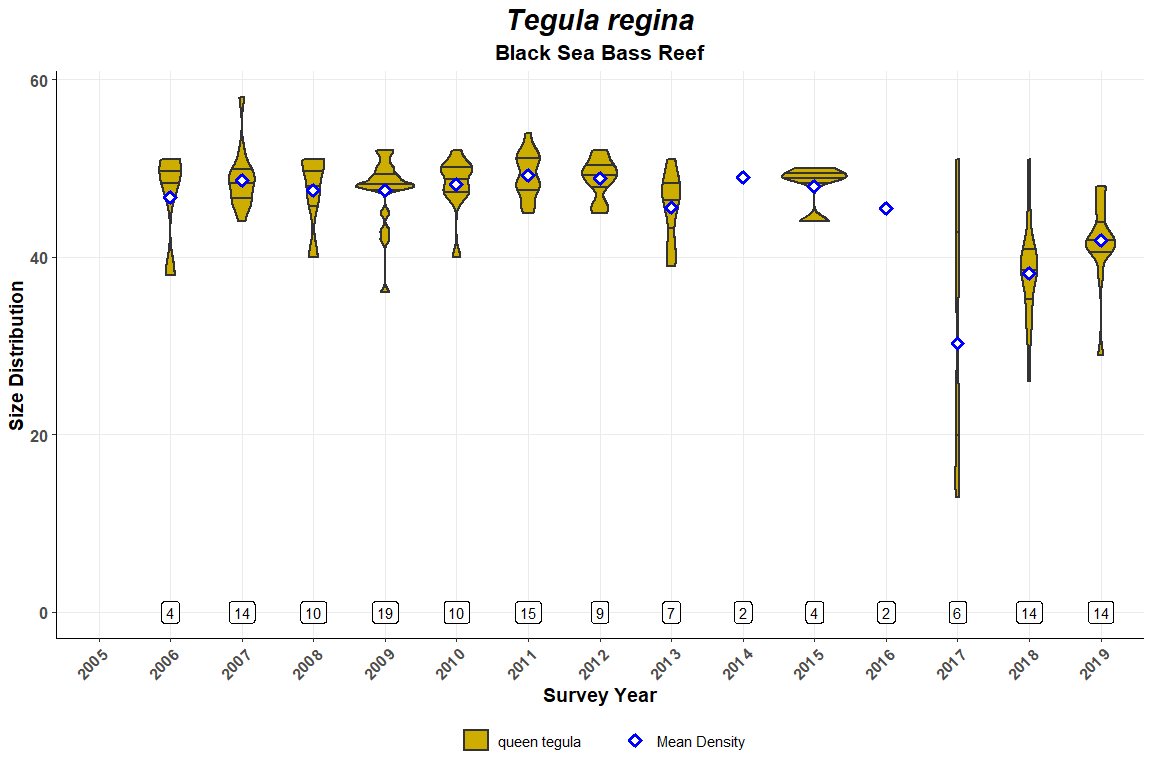 Tegula regina
Black Sea Bass Reef
Size Distribution
60
40
20
0
4 14 10 19 10 15 9 7 2 4 2 6 14 14
2005 2006 2007 2008 2009 2010 2011 2012 2013 2014 2015 2016 2017 2018 2019
Survey Year
queen tegula Mean Density